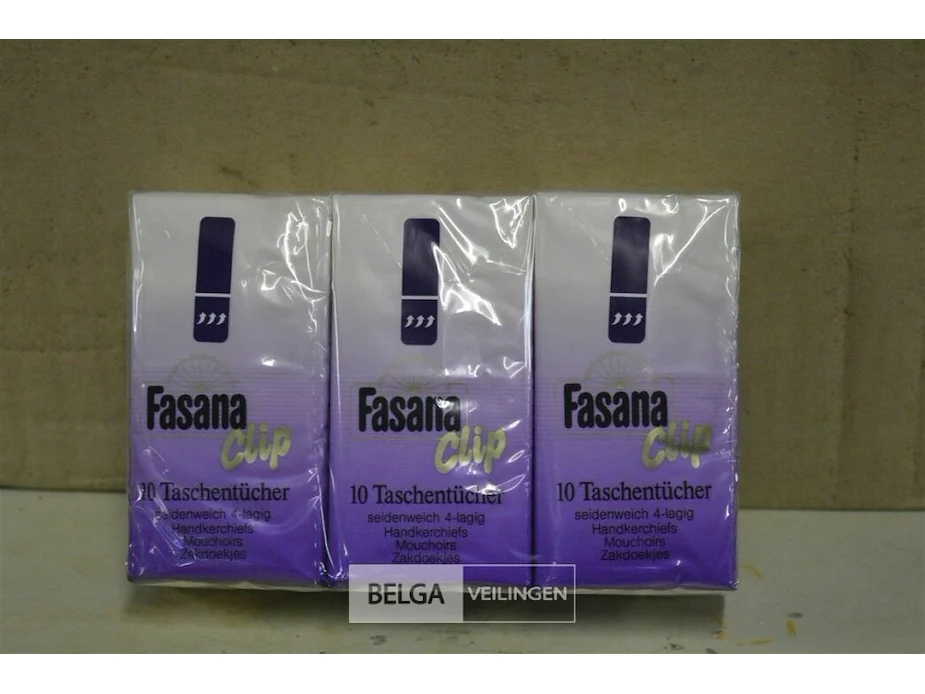 Fasana
Clip
10 Taschentücher
seidenweich 4-lagig
Handkerchiefs
Mouchoirs
Zakdoekjes
Fasana
Clip
10 Taschentücher
seidenweich 4-lagig
Handkerchiefs
Mouchoirs
Zakdoekjes
Fasana
Clip
10 Taschentücher
seidenweich 4-lagig
Handkerchiefs
Mouchoirs
Zakdoekjes
BELGA VEILINGEN